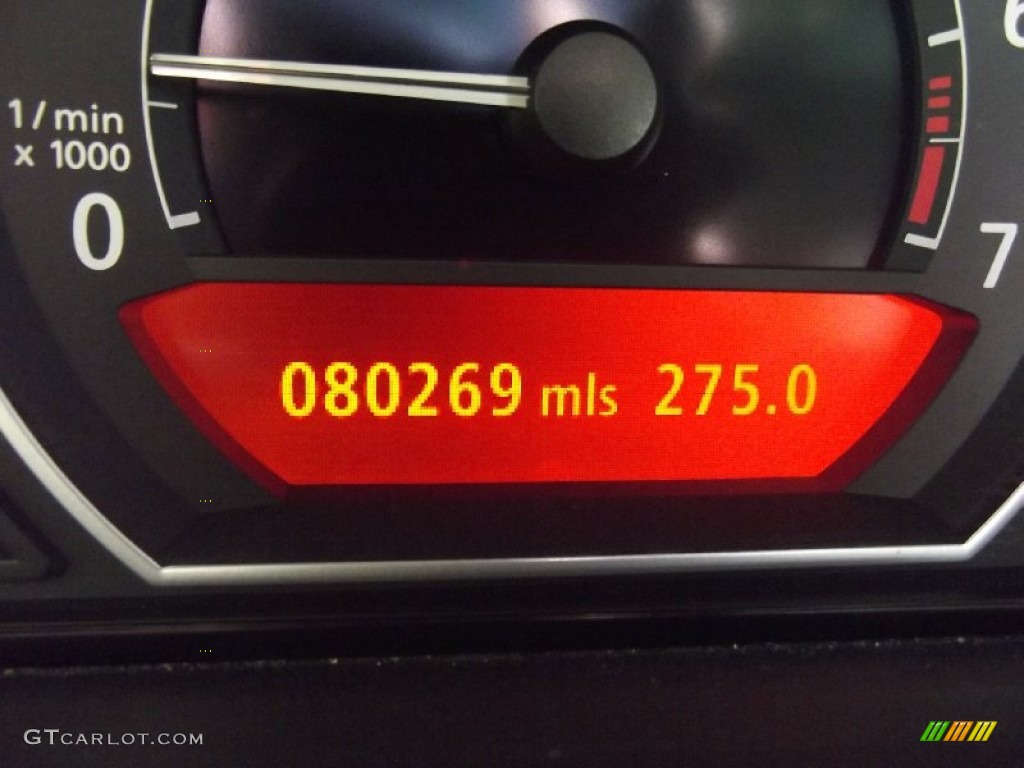 6
1/min
x 1000
0
7
080269 mls 275.0
GTCARLOT.COM